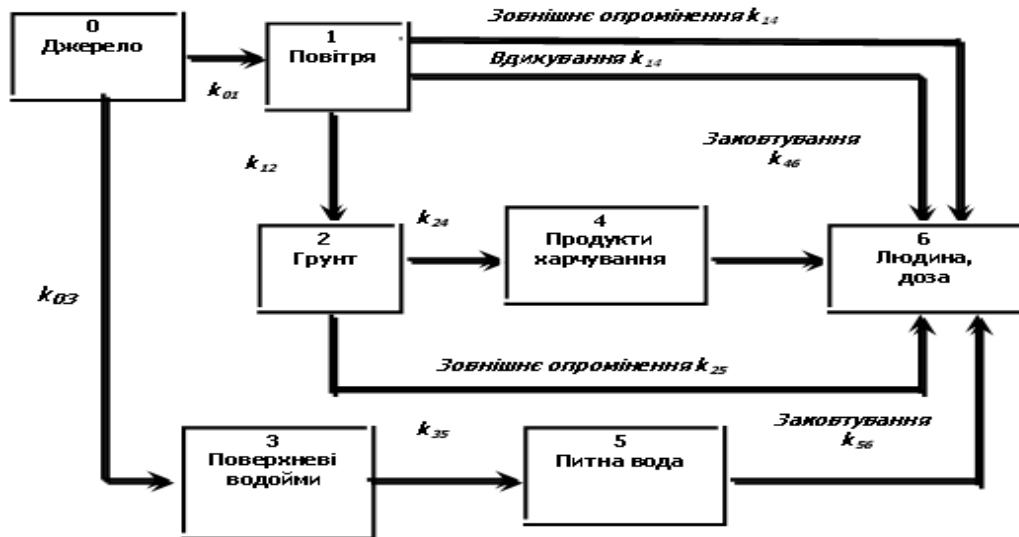 0
Джерело
1
Повітря
Зовнішнє опромінення k14
Вдихування k14
k01
k12
Заковтування
k46
2
Грунт
k24
4
Продукти
харчування
6
Людина,
доза
k03
Зовнішнє опромінення k25
3
Поверхневі
водойми
k35
5
Питна вода
Заковтування
k56